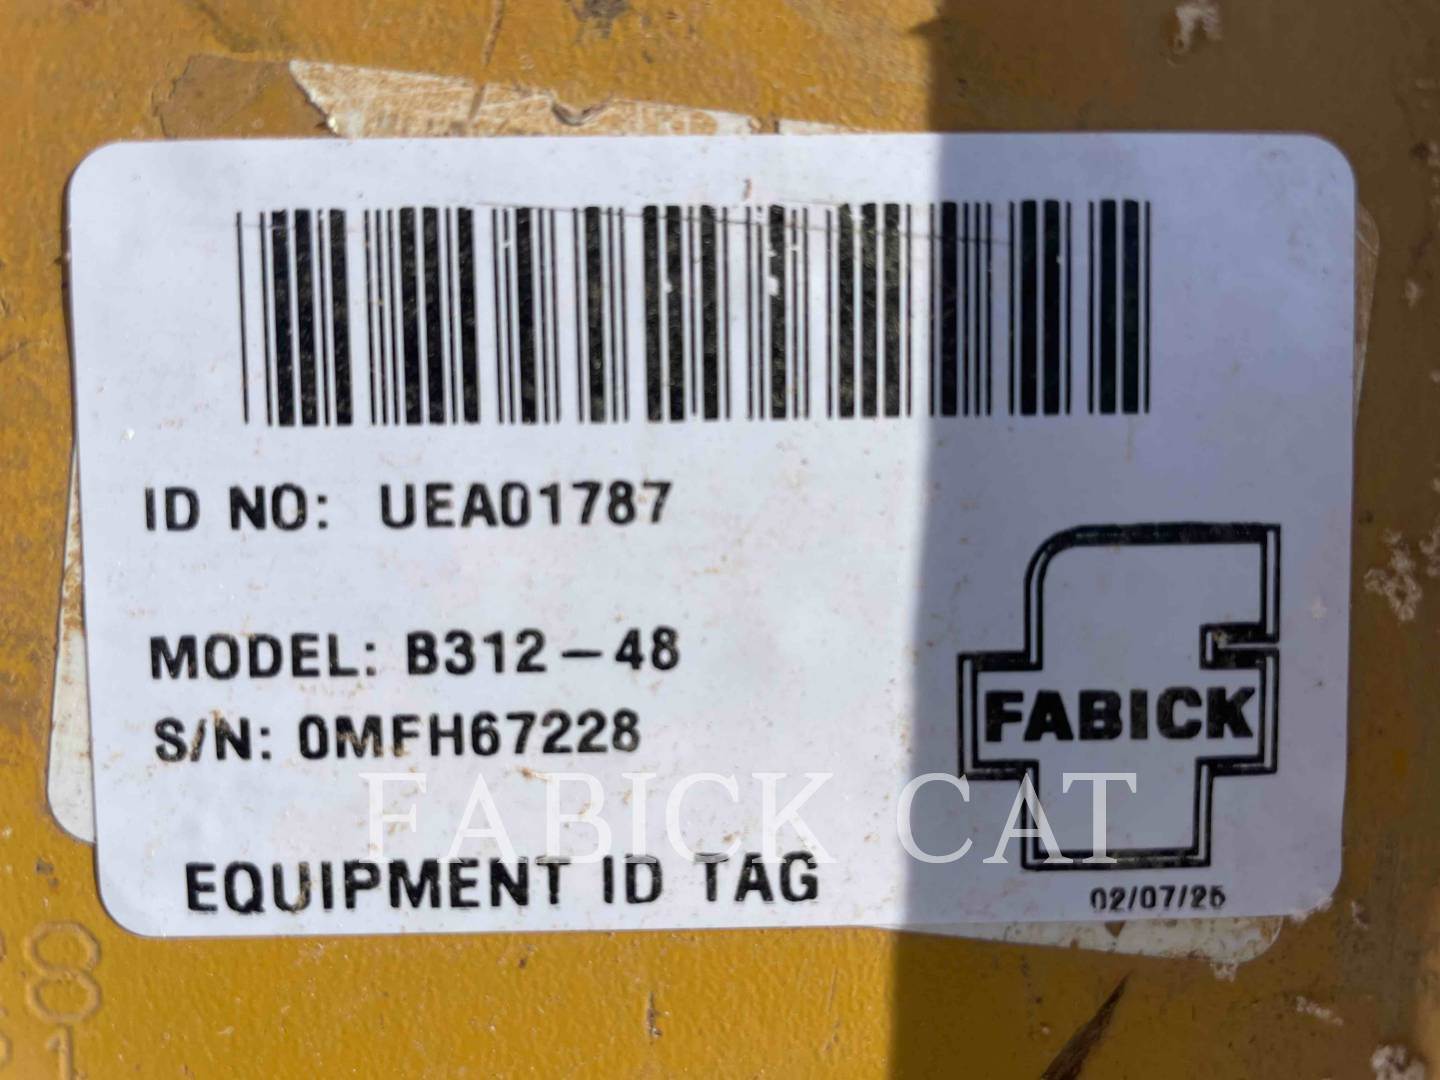 ID NO: UEA01787
MODEL: B312-48
S/N: 0MFH67228
FABICK
FABICK CAT
EQUIPMENT ID TAG
02/07/25